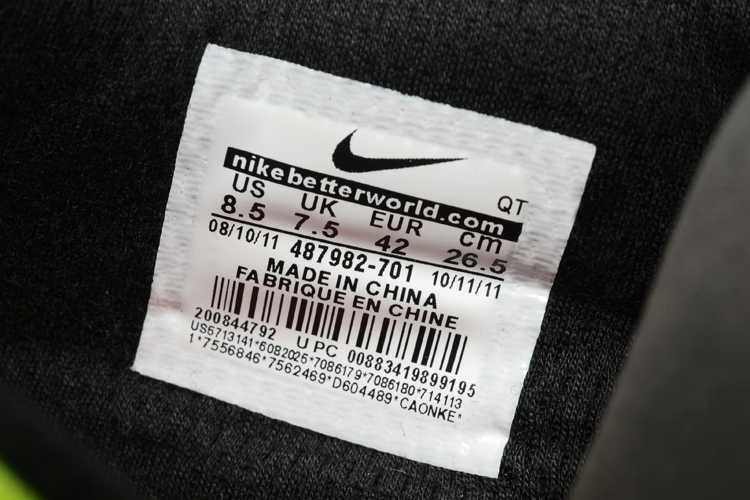 nikebetterworld.com
QT
US UK EUR cm
8.5 7.5 42 26.5
08/10/11 487982-701 10/11/11
MADE IN CHINA
FABRIQUE EN CHINE
200844792 UPC 00883419899195
US6713141*6082025*7086179*7086180*714113
1*7556846*7562469*D604489*CAONKE*